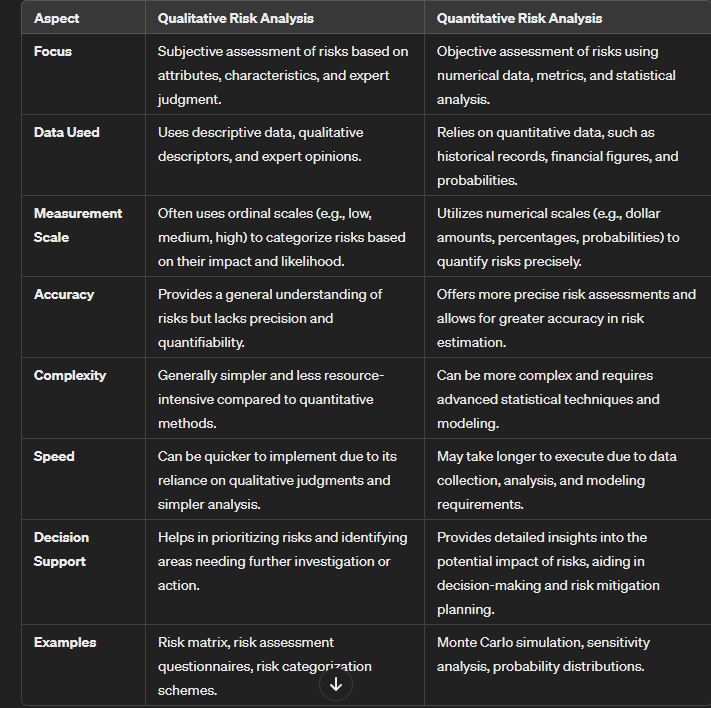 Aspect Qualitative Risk Analysis Quantitative Risk Analysis
Focus
Subjective assessment of risks based on
attributes, characteristics, and expert
judgment.
Objective assessment of risks using
numerical data, metrics, and statistical
analysis.
Data Used
Uses descriptive data, qualitative
descriptors, and expert opinions.
Relies on quantitative data, such as
historical records, financial figures, and
probabilities.
Measurement
Scale
Often uses ordinal scales (e.g., low,
medium, high) to categorize risks based
on their impact and likelihood.
Utilizes numerical scales (e.g., dollar
amounts, percentages, probabilities) to
quantify risks precisely.
Accuracy
Provides a general understanding of
risks but lacks precision and
quantifiability.
Offers more precise risk assessments and
allows for greater accuracy in risk
estimation.
Complexity
Generally simpler and less resource-
intensive compared to quantitative
methods.
Can be more complex and requires
advanced statistical techniques and
modeling.
Speed
Can be quicker to implement due to its
reliance on qualitative judgments and
simpler analysis.
May take longer to execute due to data
collection, analysis, and modeling
requirements.
Decision
Support
Helps in prioritizing risks and identifying
areas needing further investigation or
action.
Provides detailed insights into the
potential impact of risks, aiding in
decision-making and risk mitigation
planning.
Examples
Risk matrix, risk assessment
questionnaires, risk categorization
schemes.
Monte Carlo simulation, sensitivity
analysis, probability distributions.